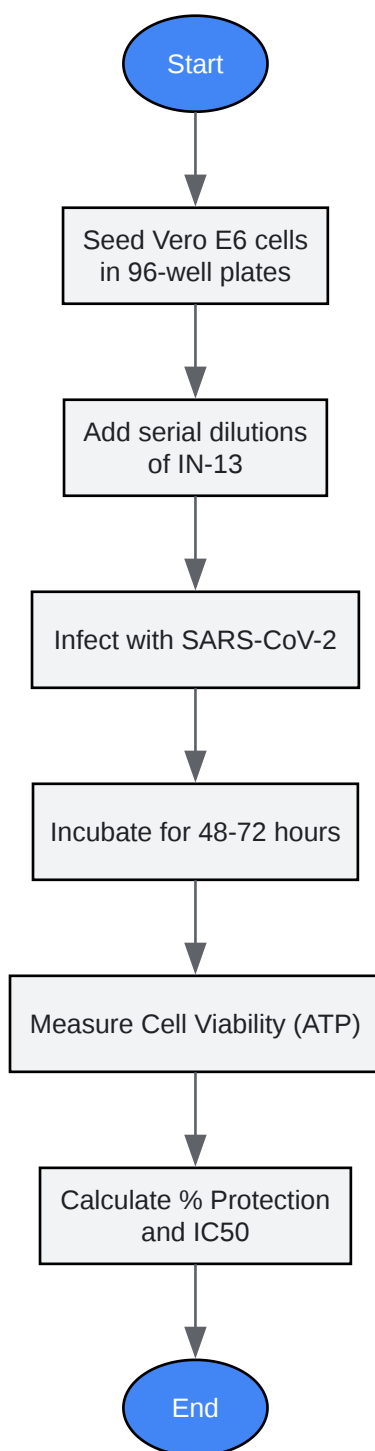 Start
Seed Vero E6 cells
in 96-well plates
Add serial dilutions
of IN-13
Infect with SARS-CoV-2
Incubate for 48-72 hours
Measure Cell Viability (ATP)
Calculate % Protection
and IC50
End